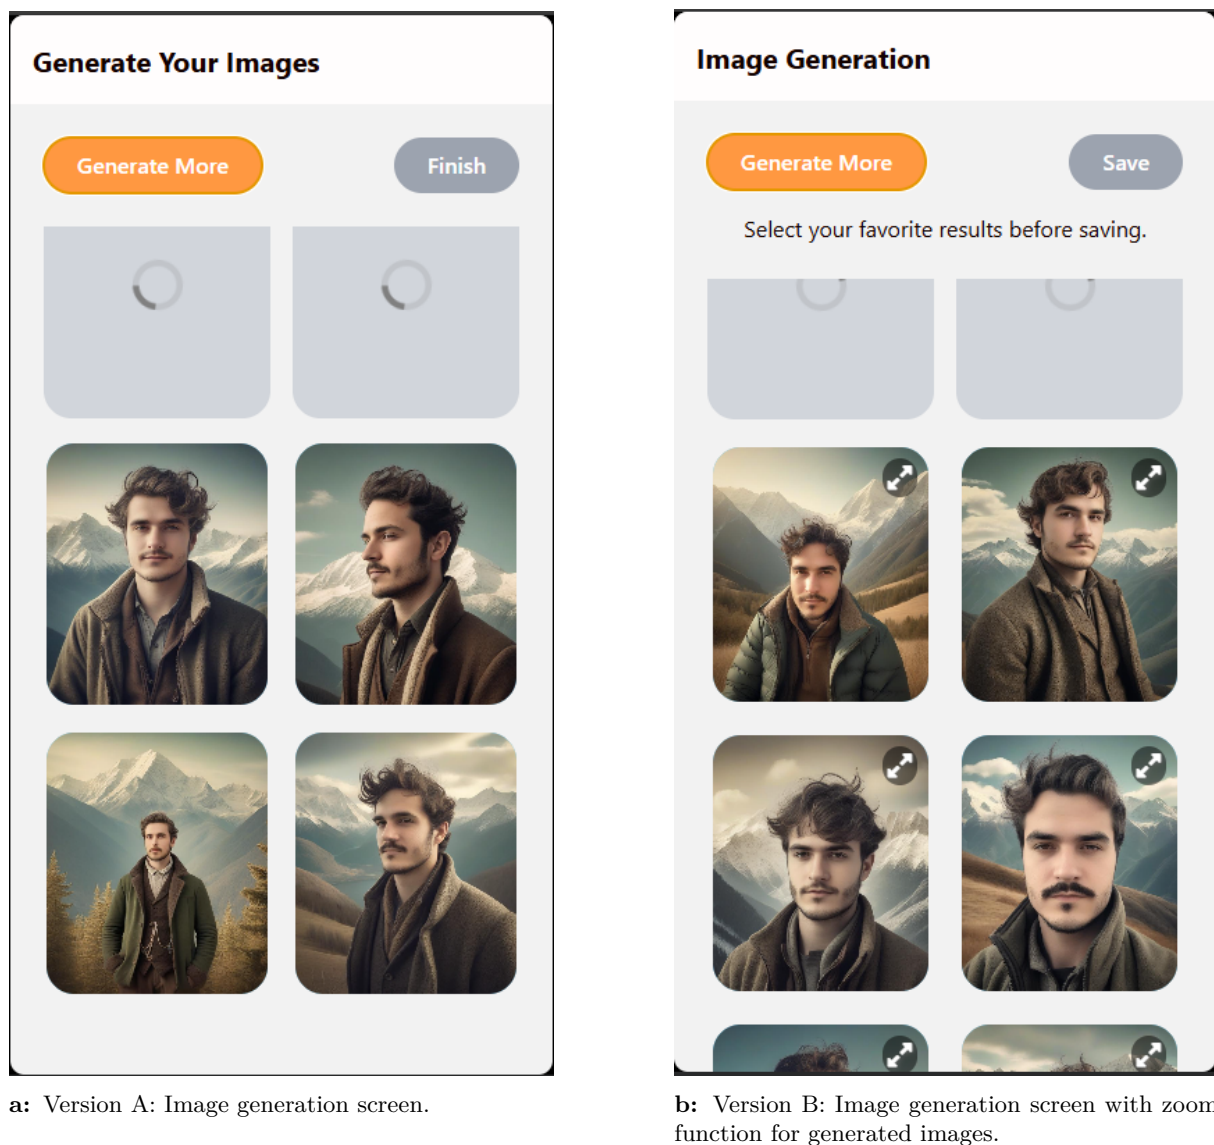 Generate Your Images
Generate More
Finish
a: Version A: Image generation screen.
Image Generation
Generate More
Save
Select your favorite results before saving.
b: Version B: Image generation screen with zoom
function for generated images.